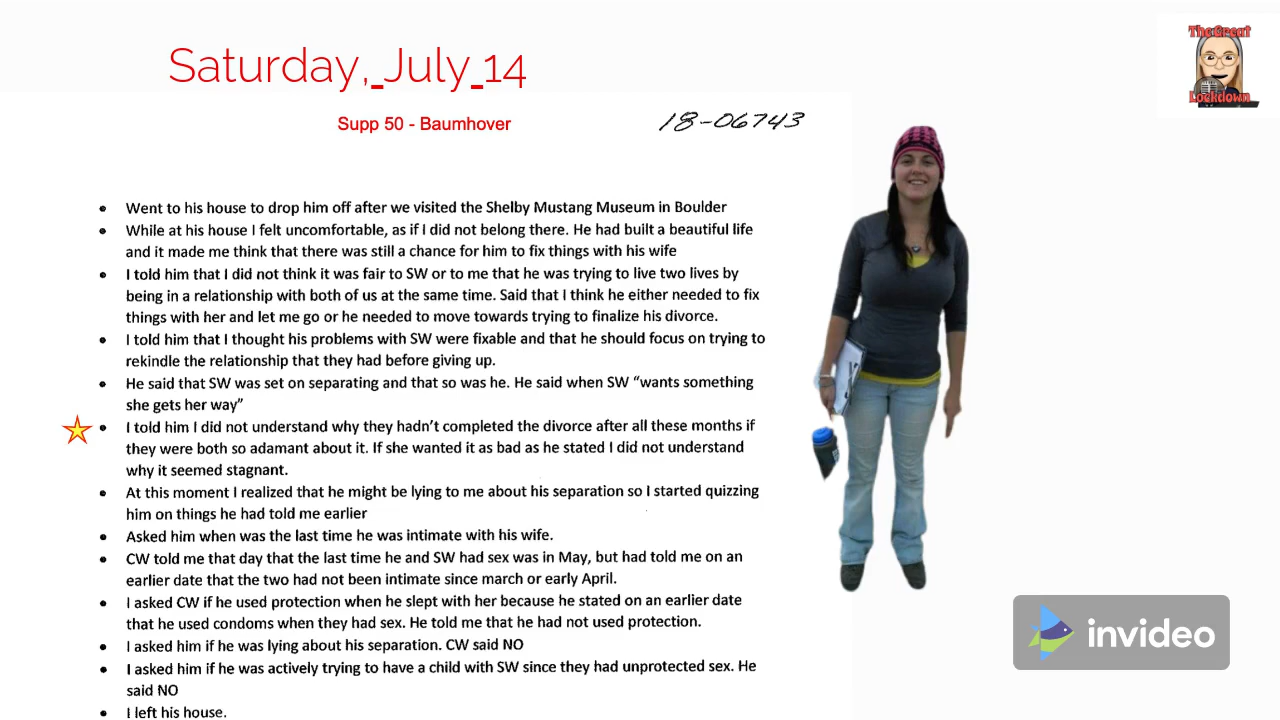 Saturday, July 14
TheGreat
Lockdown
Supp 50 - Baumhover
18-06743
• Went to his house to drop him off after we visited the Shelby Mustang Museum in Boulder
• While at his house I felt uncomfortable, as if I did not belong there. He had built a beautiful life
and it made me think that there was still a chance for him to fix things with his wife
• I told him that I did not think it was fair to SW or to me that he was trying to live two lives by
being in a relationship with both of us at the same time. Said that I think he either needed to fix
things with her and let me go or he needed to move towards trying to finalize his divorce.
• I told him that I thought his problems with SW were fixable and that he should focus on trying to
rekindle the relationship that they had before giving up.
• He said that SW was set on separating and that so was he. He said when SW “wants something
she gets her way”
• I told him I did not understand why they hadn’t completed the divorce after all these months if
they were both so adamant about it. If she wanted it as bad as he stated I did not understand
why it seemed stagnant.
• At this moment I realized that he might be lying to me about his separation so I started quizzing
him on things he had told me earlier
• Asked him when was the last time he was intimate with his wife.
• CW told me that day that the last time he and SW had sex was in May, but had told me on an
earlier date that the two had not been intimate since march or early April.
• I asked CW if he used protection when he slept with her because he stated on an earlier date
that he used condoms when they had sex. He told me that he had not used protection.
• I asked him if he was lying about his separation. CW said NO
• I asked him if he was actively trying to have a child with SW since they had unprotected sex. He
said NO
• I left his house.
invideo